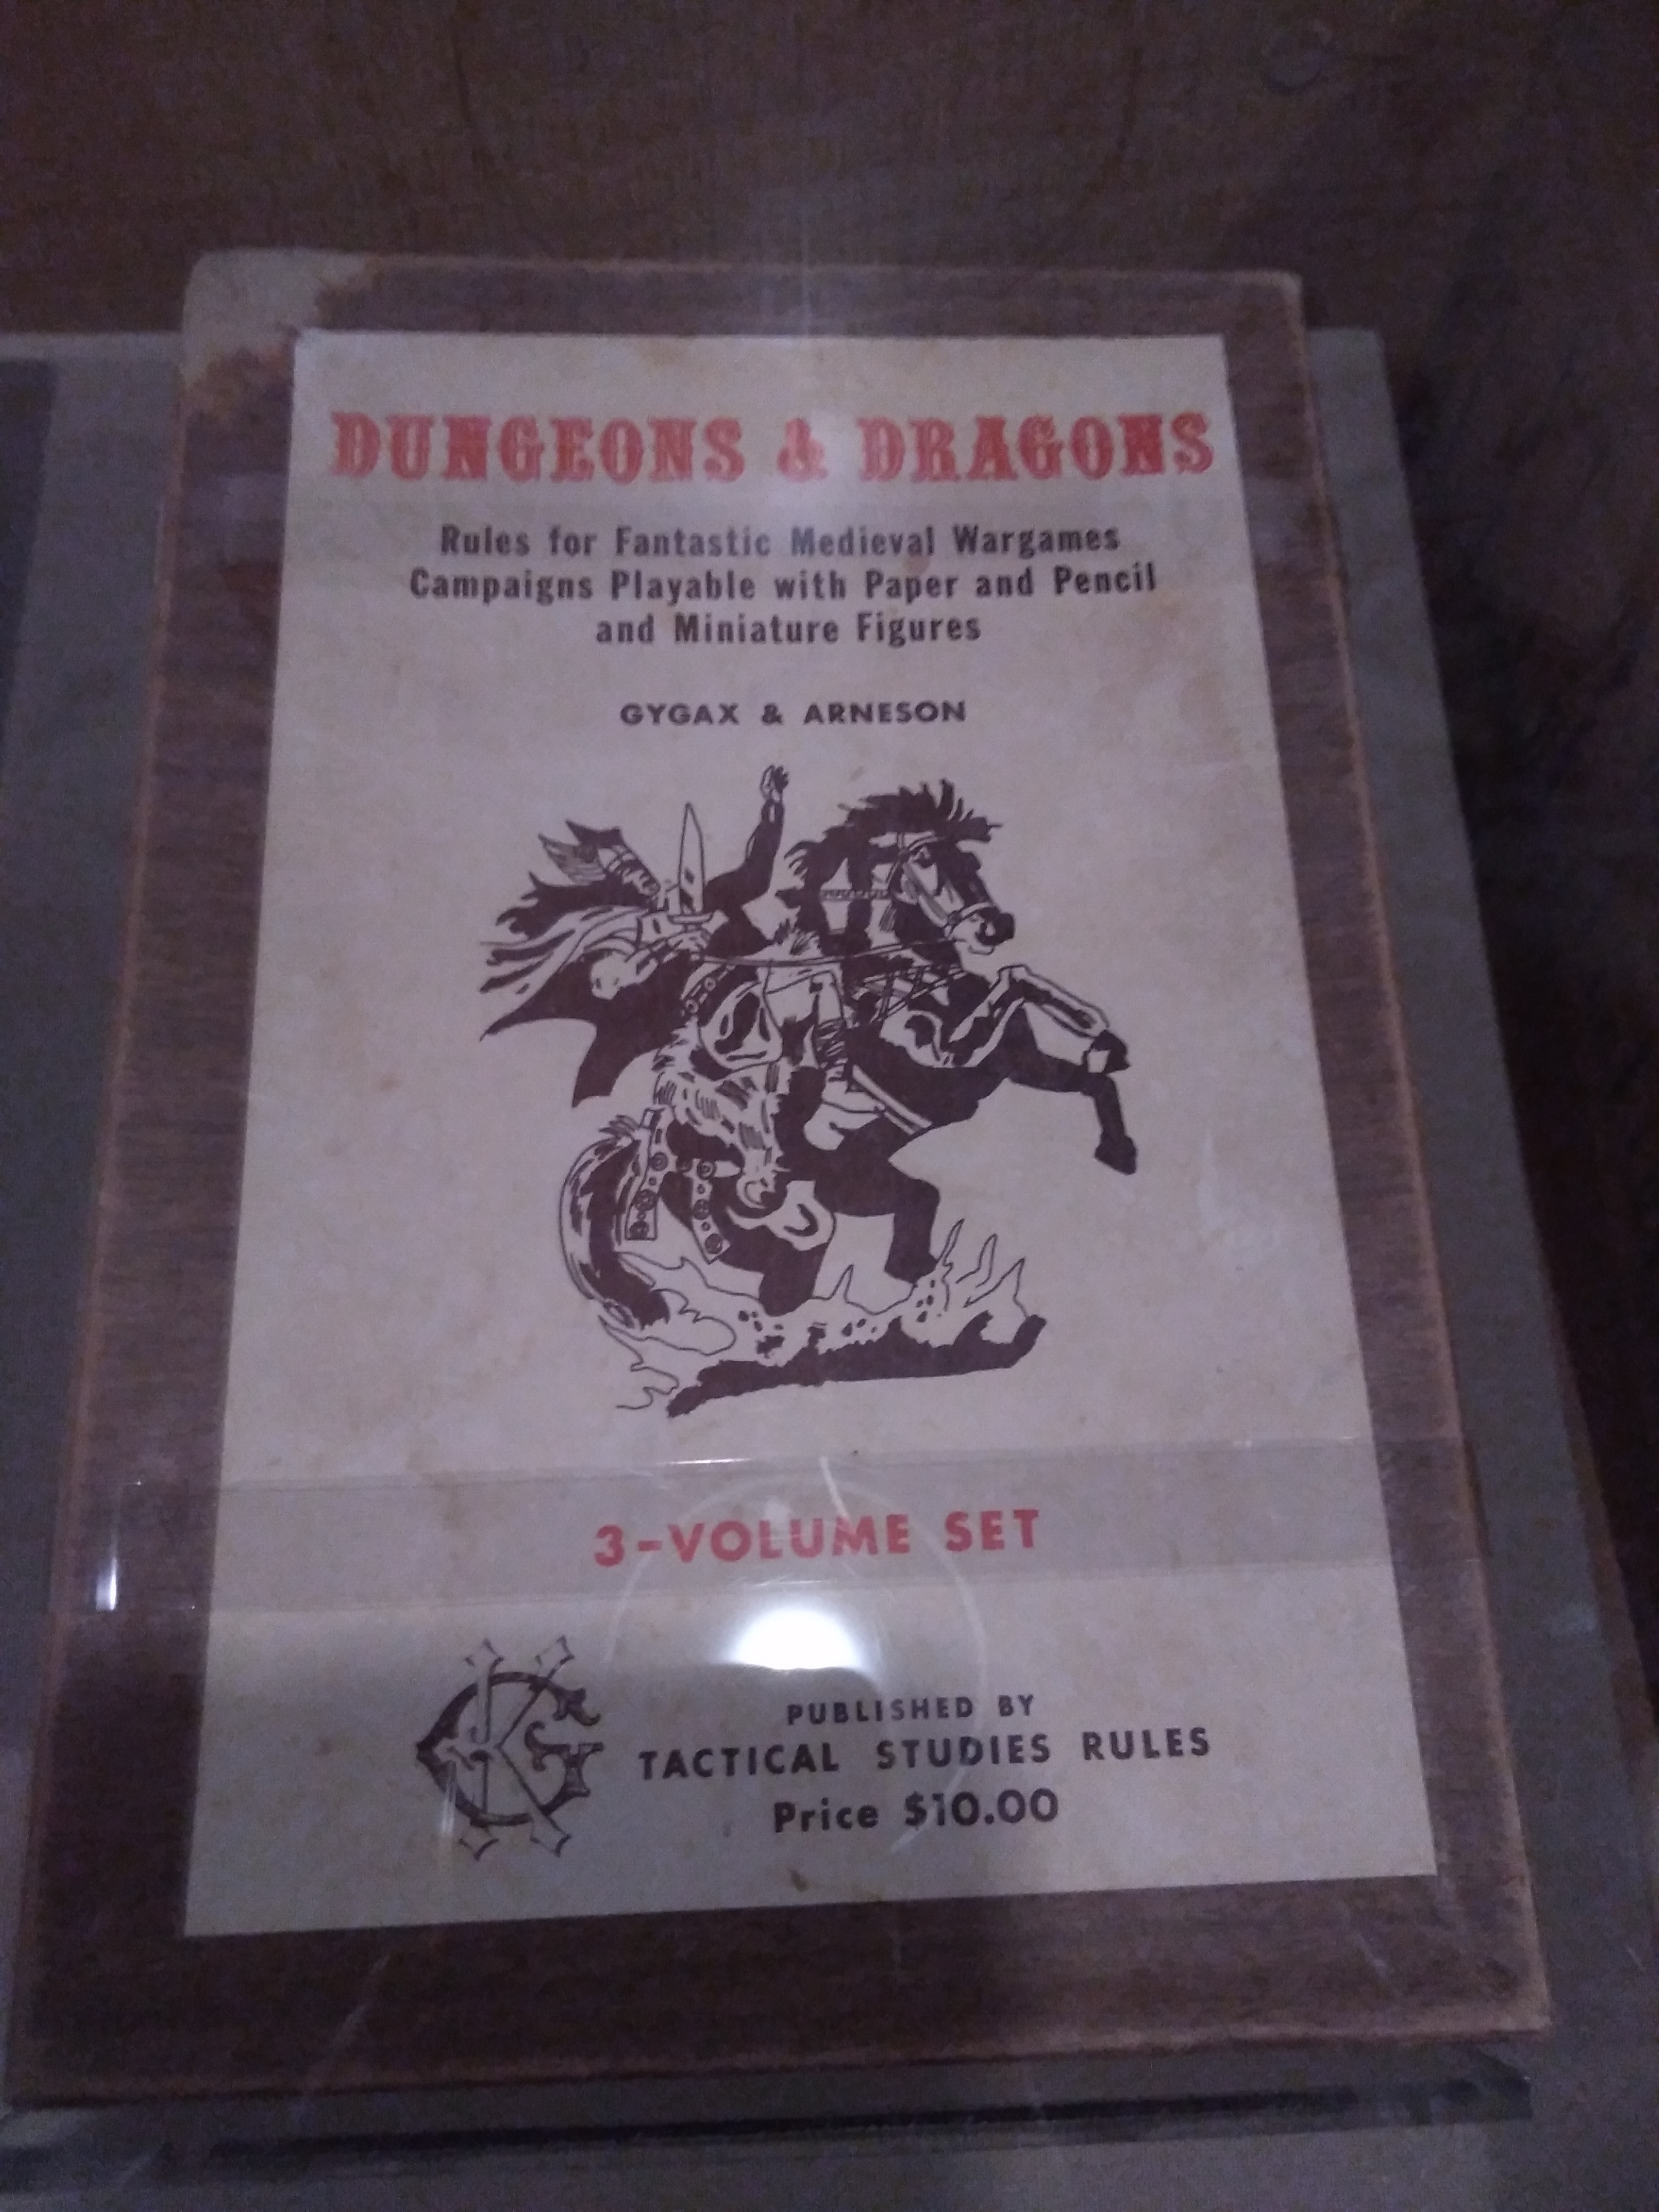 DUNGEONS & DRAGONS
Rules for Fantastic Medieval Wargames
Campaigns Playable with Paper and Pencil
and Miniature Figures
GYGAX & ARNESON
3-VOLUME SET
GK
PUBLISHED BY
TACTICAL STUDIES RULES
Price $10.00